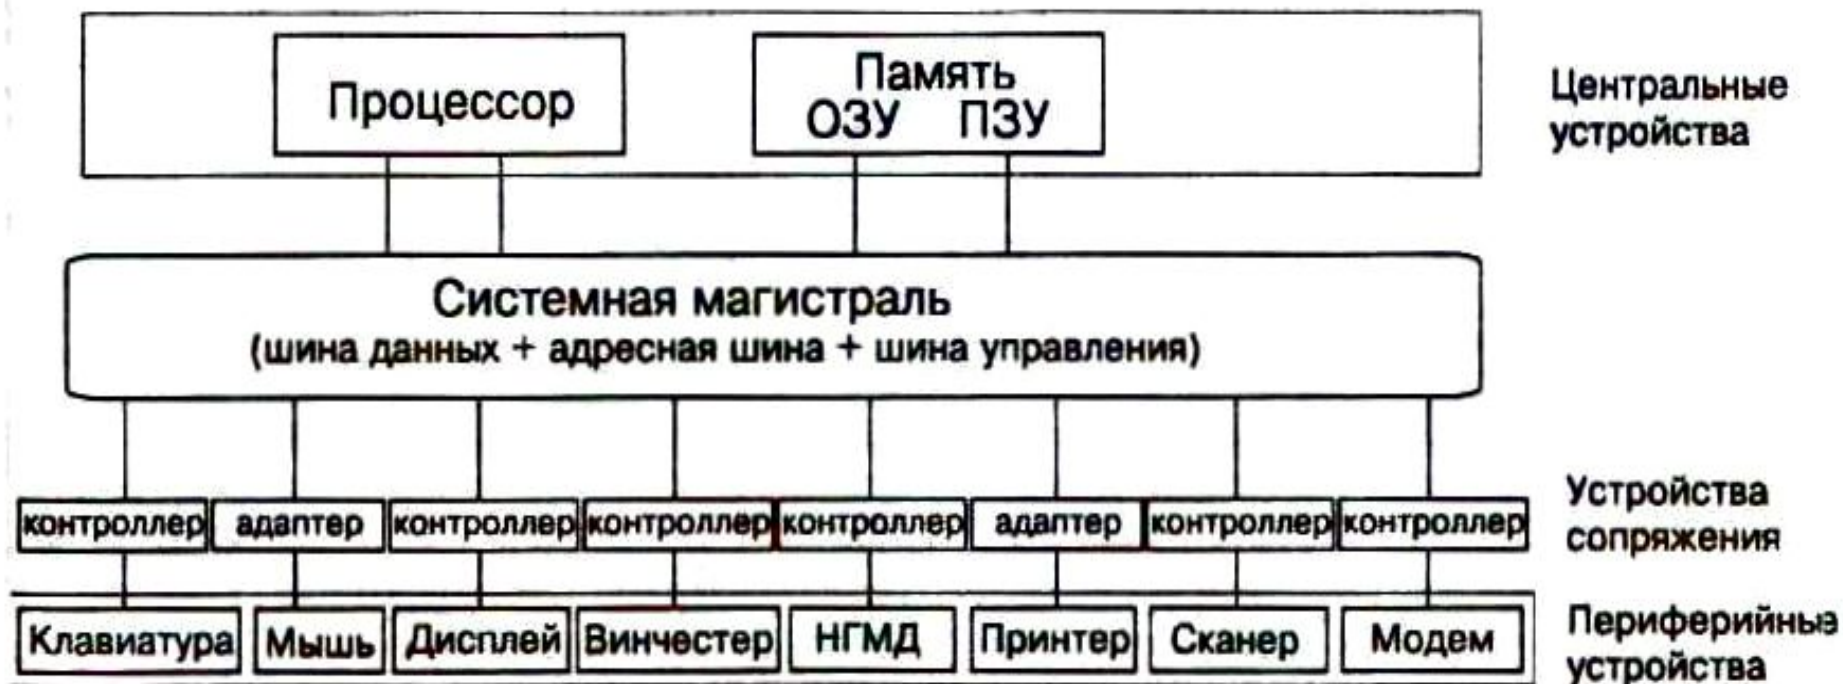 Процессор
Память
ОЗУ ПЗУ
Центральные
устройства
Системная магистраль
(шина данных + адресная шина + шина управления)
контроллер адаптер контроллер контроллер контроллер адаптер контроллер контроллер
Устройства
сопряжения
Клавиатура Мышь Дисплей Винчестер НГМД Принтер Сканер Модем
Периферийные
устройства